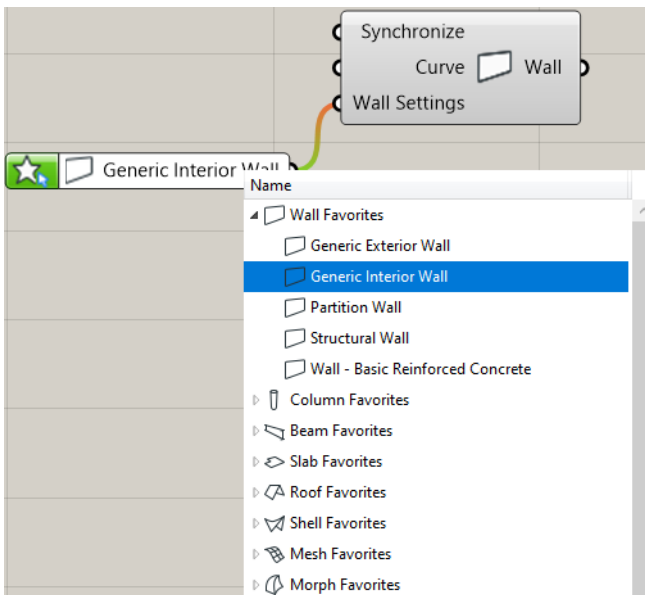 Synchronize
Curve Wall
Wall Settings
Generic Interior Wall
Name
Wall Favorites
Generic Exterior Wall
Generic Interior Wall
Partition Wall
Structural Wall
Wall - Basic Reinforced Concrete
Column Favorites
Beam Favorites
Slab Favorites
Roof Favorites
Shell Favorites
Mesh Favorites
Morph Favorites